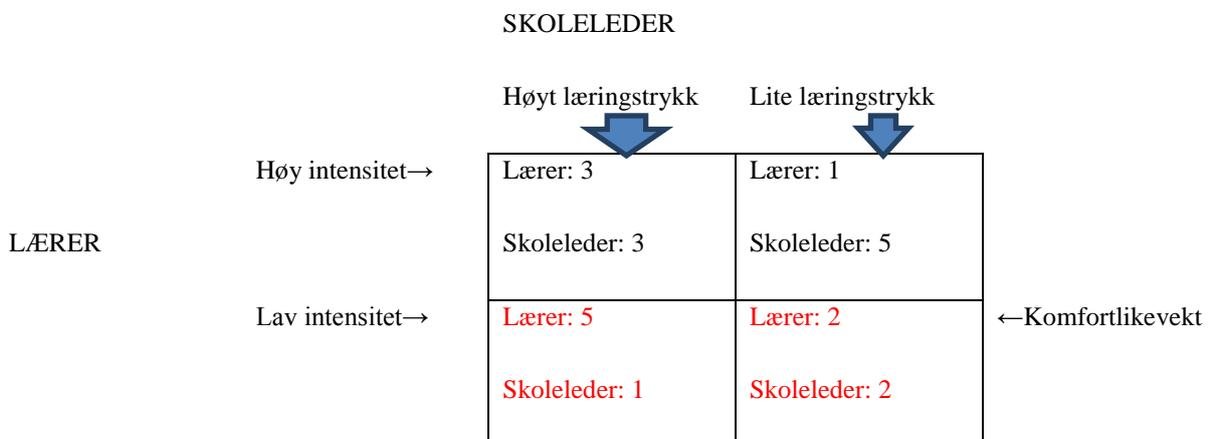 SKOLELEDER
Høyt læringstrykk Lite læringstrykk
Høy intensitet→ Lærer: 3 Lærer: 1
LÆRER Skoleleder: 3 Skoleleder: 5
Lav intensitet→ Lærer: 5 Lærer: 2 ←Komfortlikevekt
Skoleleder: 1 Skoleleder: 2